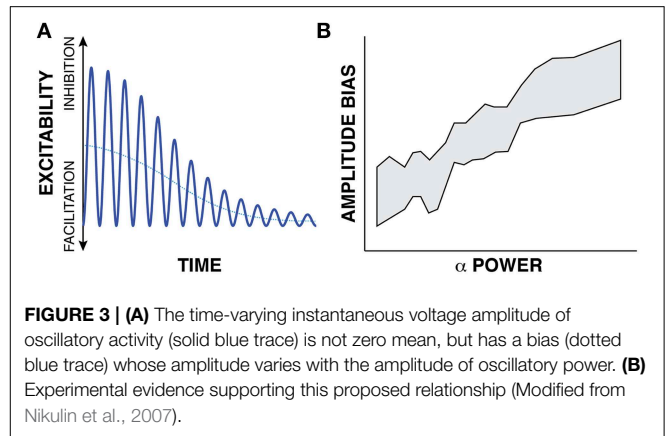 A
B
INHIBITION
EXCITABILITY
FACILITATION
TIME
AMPLITUDE BIAS
α POWER
FIGURE 3 | (A) The time-varying instantaneous voltage amplitude of
oscillatory activity (solid blue trace) is not zero mean, but has a bias (dotted
blue trace) whose amplitude varies with the amplitude of oscillatory power. (B)
Experimental evidence supporting this proposed relationship (Modified from
Nikulin et al., 2007).